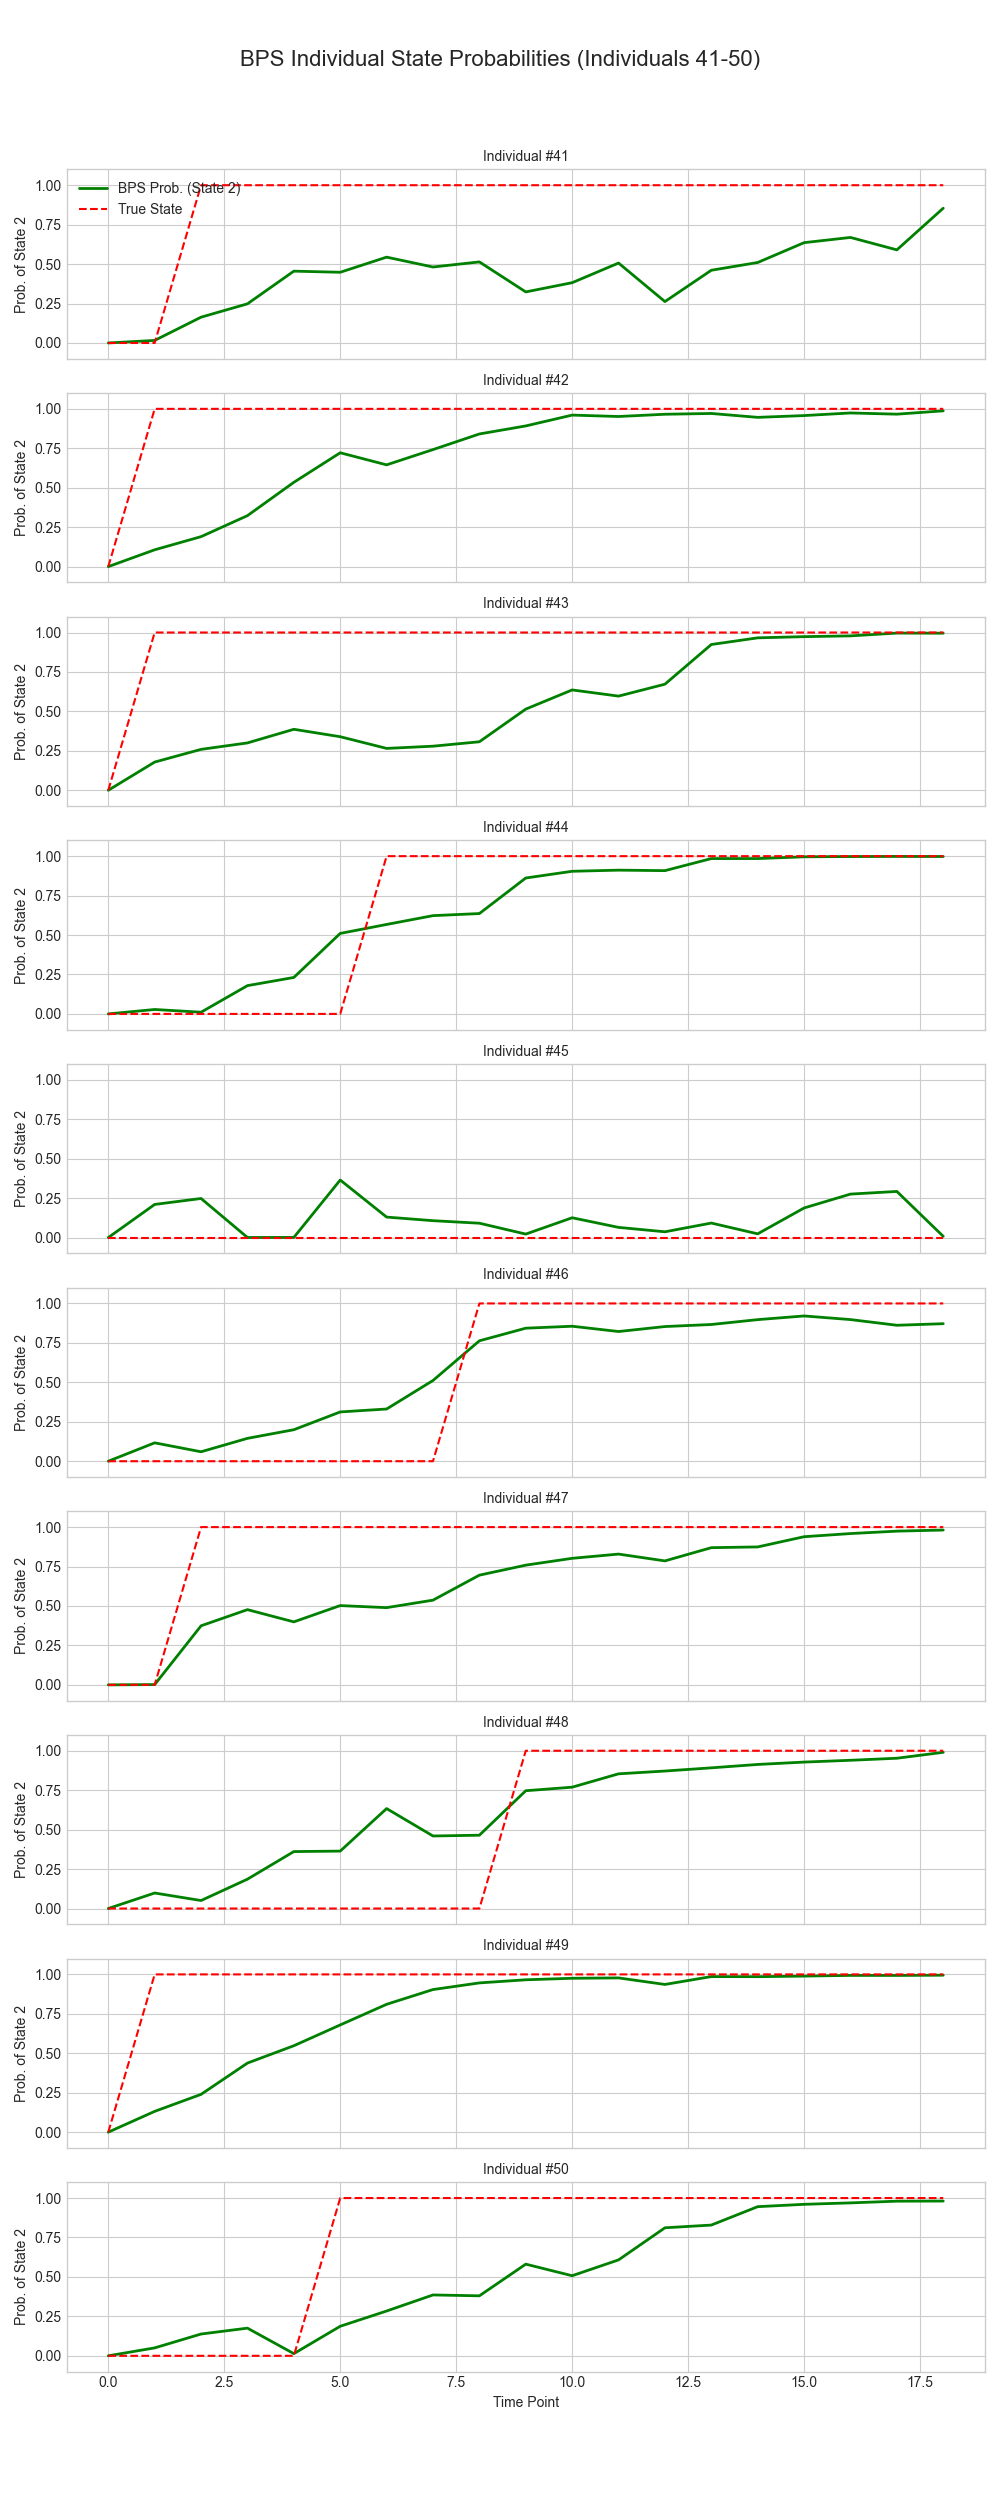 BPS Individual State Probabilities (Individuals 41-50)
Individual #41
BPS Prob. (State 2)
True State
Prob. of State 2
1.00
0.75
0.50
0.25
0.00
Individual #42
Prob. of State 2
1.00
0.75
0.50
0.25
0.00
Individual #43
Prob. of State 2
1.00
0.75
0.50
0.25
0.00
Individual #44
Prob. of State 2
1.00
0.75
0.50
0.25
0.00
Individual #45
Prob. of State 2
1.00
0.75
0.50
0.25
0.00
Individual #46
Prob. of State 2
1.00
0.75
0.50
0.25
0.00
Individual #47
Prob. of State 2
1.00
0.75
0.50
0.25
0.00
Individual #48
Prob. of State 2
1.00
0.75
0.50
0.25
0.00
Individual #49
Prob. of State 2
1.00
0.75
0.50
0.25
0.00
Individual #50
Prob. of State 2
1.00
0.75
0.50
0.25
0.00
0.0 2.5 5.0 7.5 10.0 12.5 15.0 17.5
Time Point